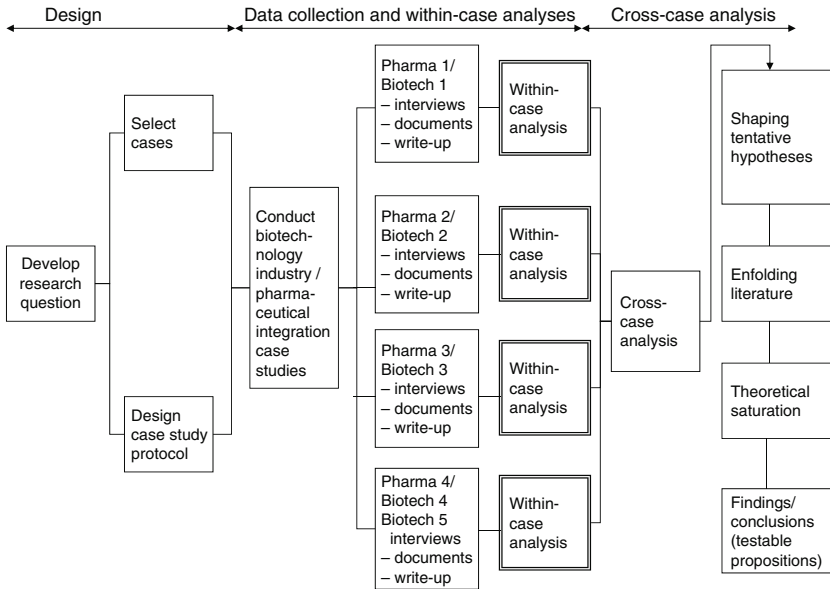 Design
Data collection and within-case analyses
Cross-case analysis
Develop
research
question
Select
cases
Design
case study
protocol
Conduct
biotech-
nology
industry /
pharma-
ceutical
integration
case
studies
Pharma 1/
Biotech 1
– interviews
– documents
– write-up
Within-
case
analysis
Pharma 2/
Biotech 2
– interviews
– documents
– write-up
Within-
case
analysis
Pharma 3/
Biotech 3
– interviews
– documents
– write-up
Within-
case
analysis
Pharma 4/
Biotech 4
Biotech 5
interviews
– documents
– write-up
Within-
case
analysis
Cross-
case
analysis
Shaping
tentative
hypotheses
Enfolding
literature
Theoretical
saturation
Findings/
conclusions
(testable
propositions)